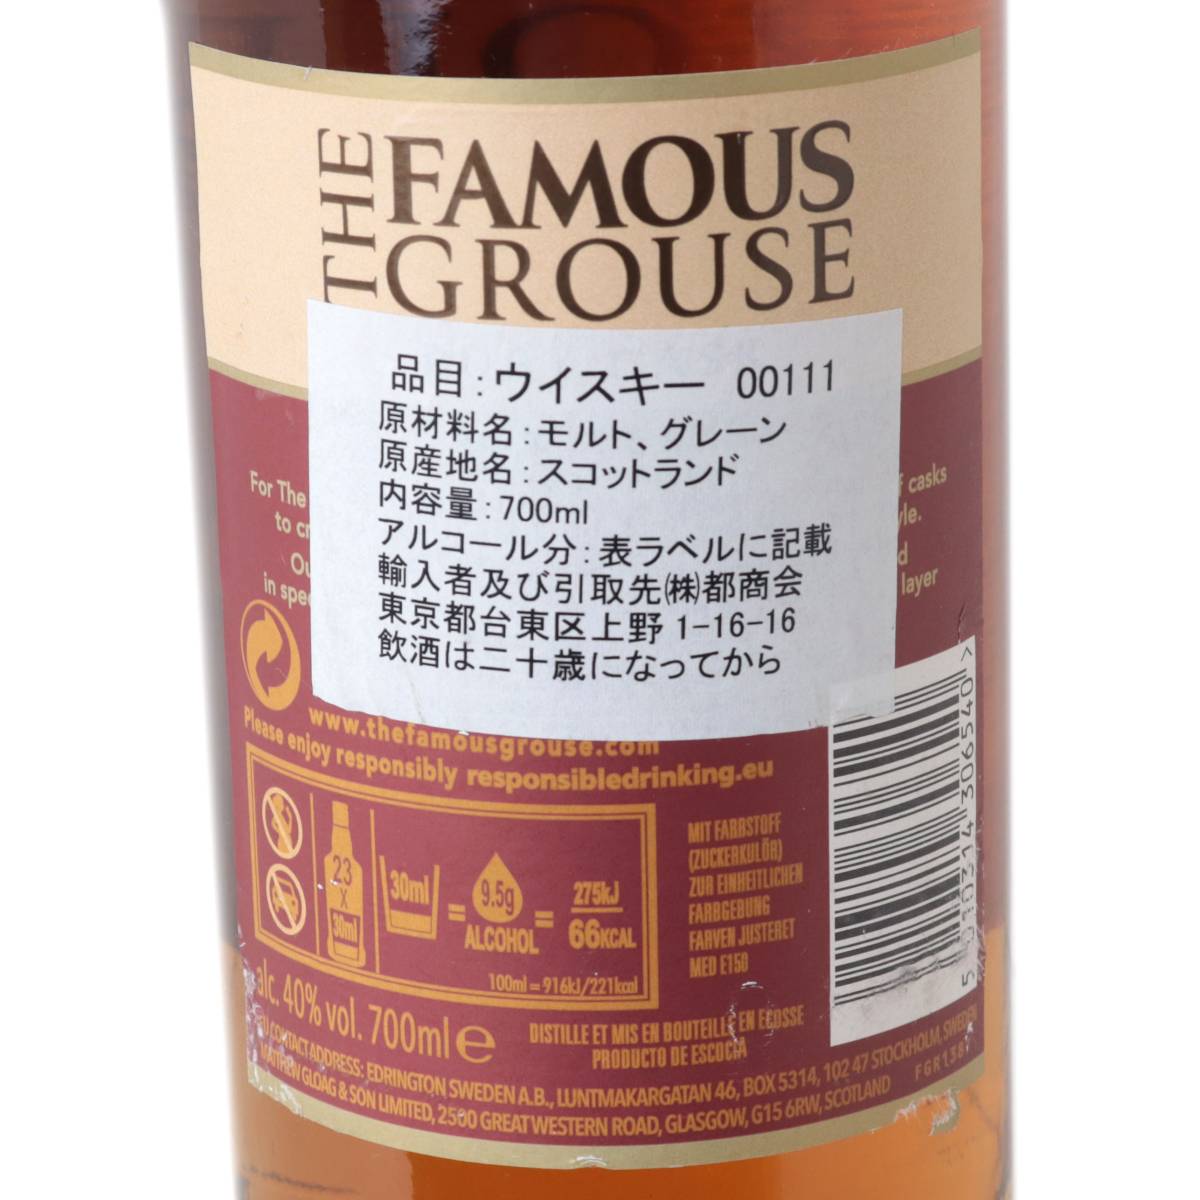 THE
FAMOUS
GROUSE
品目:ウイスキー 00111
原材料名:モルト、グレーン
原産地名:スコットランド
内容量:700ml
アルコール分:表ラベルに記載
輸入者及び引取先㈱都商会
東京都台東区上野1-16-16
飲酒は二十歳になってから
For The
casks
to
in
layer
www.thefamousgrouse.com
Please enjoy responsibly responsibledrinking.eu
23
x
30ml
30ml
=
9.5g
ALCOHOL
=
275kJ
66KCAL
100ml = 916kJ/221kcal
MIT FARBSTOFF
(ZUCKERKULÖR)
ZUR EINHEITLICHEN
FARBGEBUNG
FARVEN JUSTERET
MED E150
5 010314 306540 >
alc. 40% vol. 700ml e
DISTILLE ET MIS EN BOUTEILLE EN ECOSSE
PRODUCTO DE ESCOCIA
EU CONTACT ADDRESS: EDRINGTON SWEDEN A.B., LUNTMAKARGATAN 46, BOX 5314, 102 47 STOCKHOLM, SWEDEN
MATTHEW GLOAG & SON LIMITED, 2500 GREAT WESTERN ROAD, GLASGOW, G15 6RW, SCOTLAND